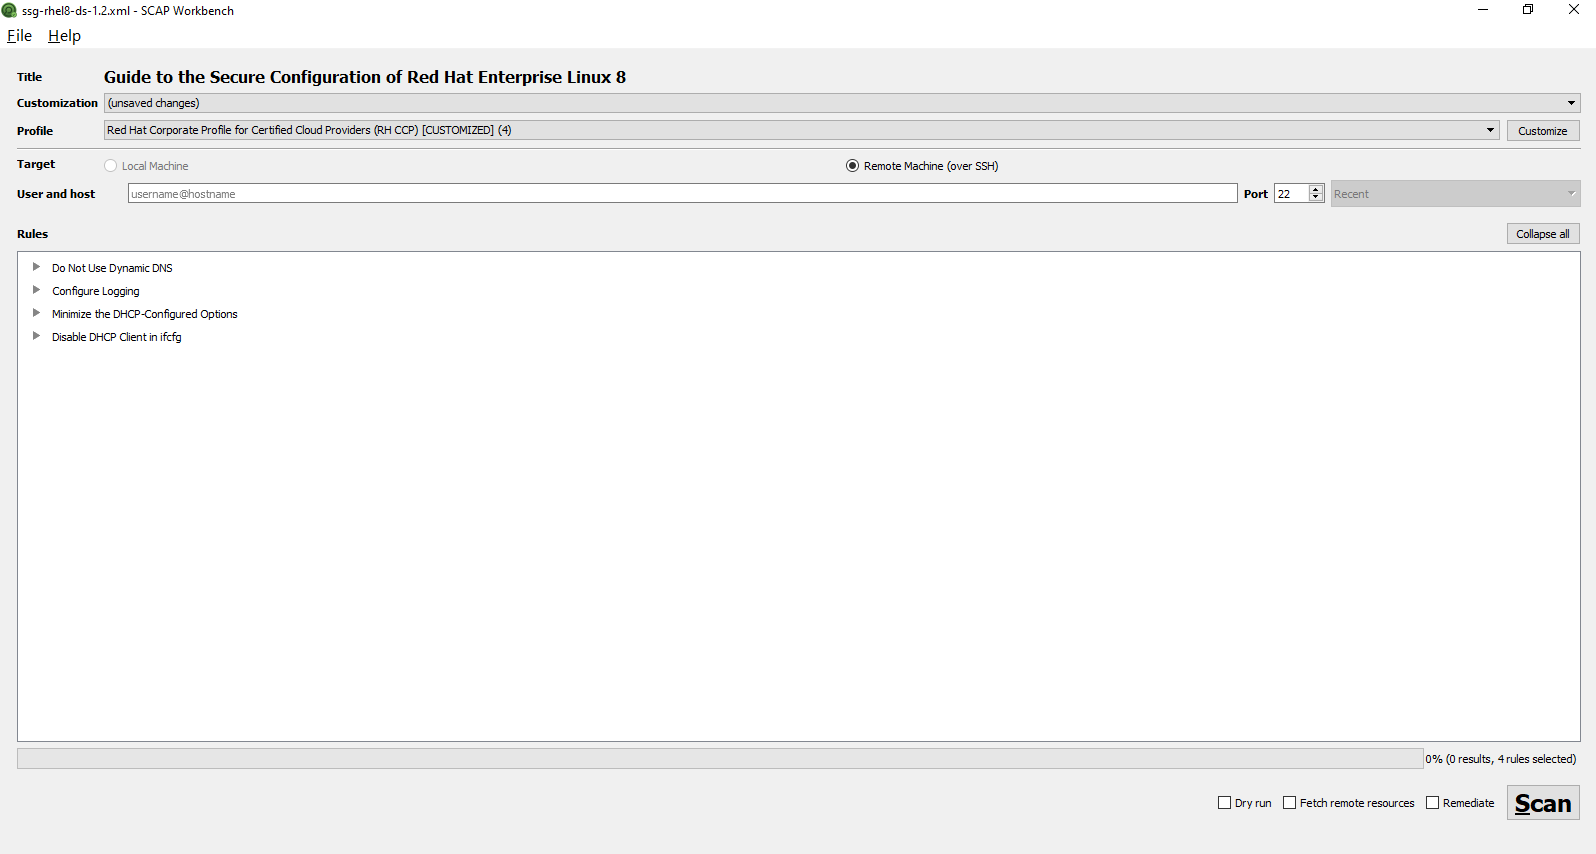 ssg-rhel8-ds-1.2.xml - SCAP Workbench
File Help
Title Guide to the Secure Configuration of Red Hat Enterprise Linux 8
Customization (unsaved changes)
Profile Red Hat Corporate Profile for Certified Cloud Providers (RH CCP) [CUSTOMIZED] (4) Customize
Target Local Machine Remote Machine (over SSH)
User and host username@hostname Port 22 Recent
Rules Collapse all
Do Not Use Dynamic DNS
Configure Logging
Minimize the DHCP-Configured Options
Disable DHCP Client in ifcfg
0% (0 results, 4 rules selected)
Dry run Fetch remote resources Remediate Scan